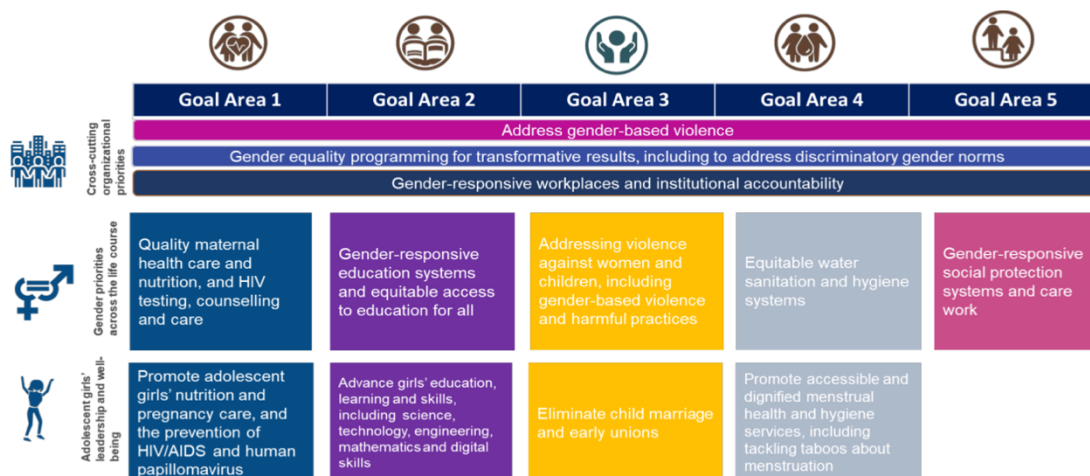 Goal Area 1
Goal Area 2
Goal Area 3
Goal Area 4
Goal Area 5
Cross-cutting
organizational
priorities
Address gender-based violence
Gender equality programming for transformative results, including to address discriminatory gender norms
Gender-responsive workplaces and institutional accountability
Gender priorities
across the life course
Quality maternal
health care and
nutrition, and HIV
testing, counselling
and care
Gender-responsive
education systems
and equitable access
to education for all
Addressing violence
against women and
children, including
gender-based violence
and harmful practices
Equitable water
sanitation and hygiene
systems
Gender-responsive
social protection
systems and care
work
Adolescent girls'
leadership and well-
being
Promote adolescent
girls' nutrition and
pregnancy care, and
the prevention of
HIV/AIDS and human
papillomavirus
Advance girls' education,
learning and skills,
including science,
technology, engineering,
mathematics and digital
skills
Eliminate child marriage
and early unions
Promote accessible and
dignified menstrual
health and hygiene
services, including
tackling taboos about
menstruation